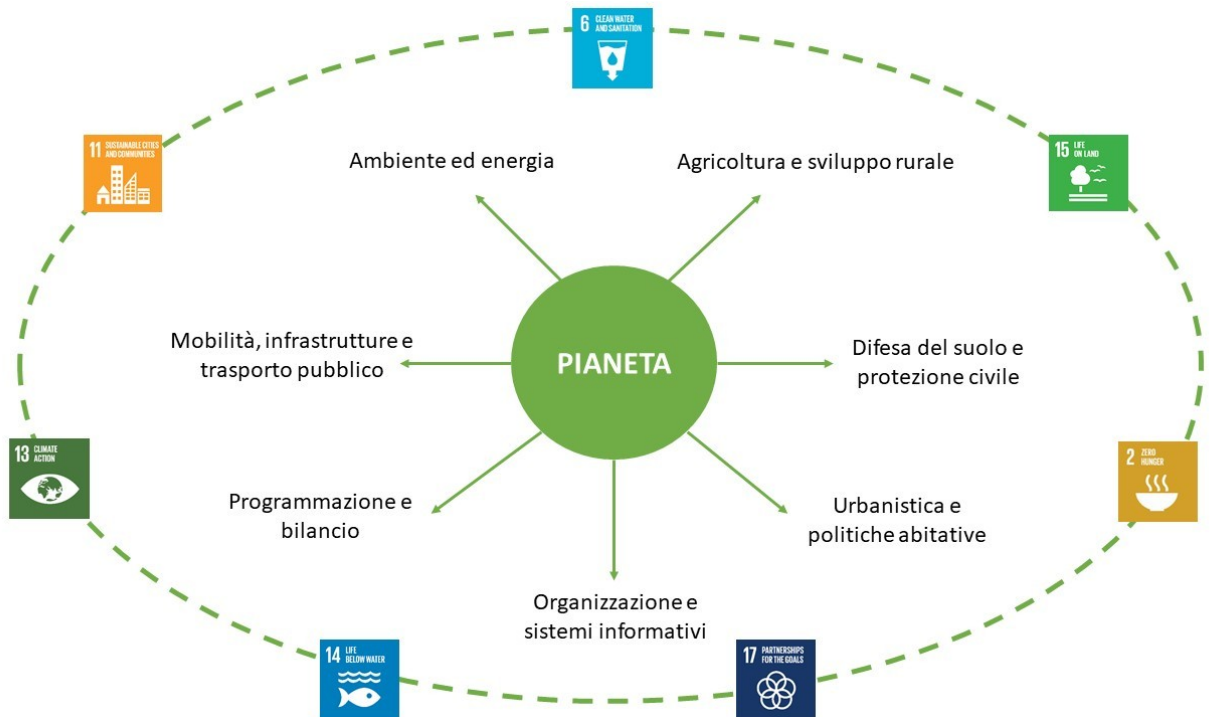 6 CLEAN WATER
AND SANITATION
11 SUSTAINABLE CITIES
AND COMMUNITIES
15 LIFE
ON LAND
Ambiente ed energia
Agricoltura e sviluppo rurale
Mobilità, infrastrutture e
trasporto pubblico
PIANETA
Difesa del suolo e
protezione civile
13 CLIMATE
ACTION
2 ZERO
HUNGER
Programmazione e
bilancio
Urbanistica e
politiche abitative
Organizzazione e
sistemi informativi
14 LIFE
BELOW WATER
17 PARTNERSHIPS
FOR THE GOALS